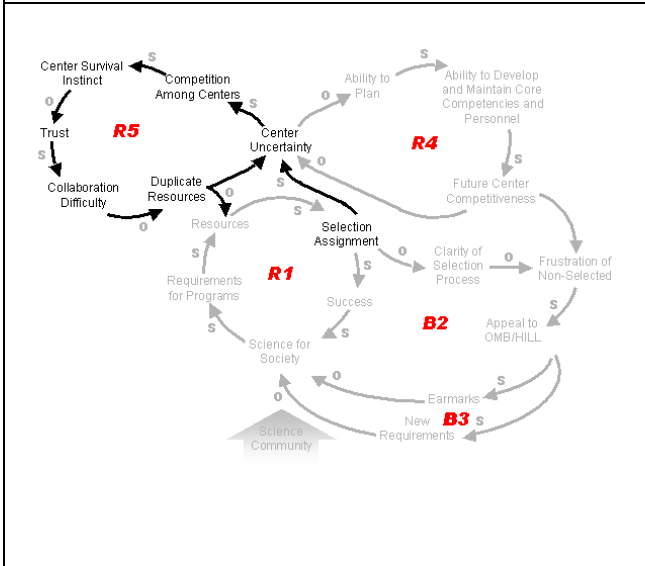 Center Survival
Instinct
S
Competition
Among Centers
O
Trust
S
Collaboration
Difficulty
O
R5
S
Center
Uncertainty
Duplicate
Resources
O
S
O
Ability to
Plan
S
Ability to Develop
and Maintain Core
Competencies and
Personnel
S
R4
O
Future Center
Competitiveness
Resources
S
Selection
Assignment
R1
S
Requirements
for Programs
S
Science for
Society
S
Success
S
O
Clarity of
Selection
Process
O
Frustration of
Non-Selected
S
B2
Appeal to
OMB/HILL
S
Earmarks
O
B3
S
New
Requirements
O
Science
Community